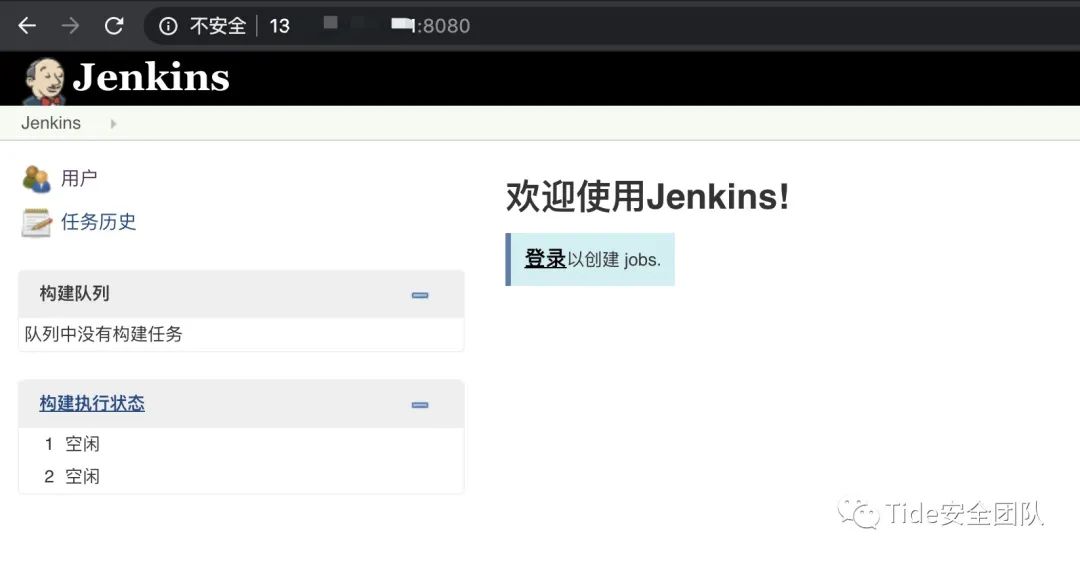 不安全 13 1:8080
Jenkins
Jenkins
用户
任务历史
构建队列
队列中没有构建任务
构建执行状态
1 空闲
2 空闲
欢迎使用Jenkins!
登录以创建 jobs.
Tide安全团队